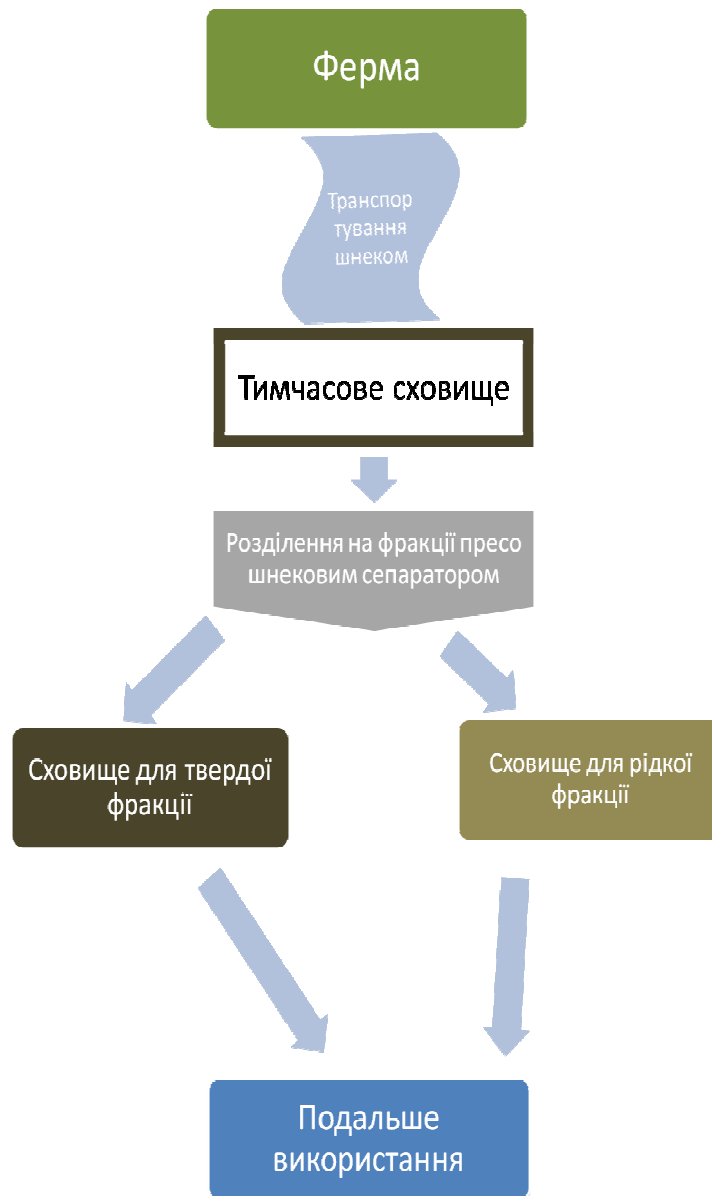 Ферма
Транспор
тування
шнеком
Тимчасове сховище
Розділення на фракції пресо
шнековим сепаратором
Сховище для твердої
фракції
Сховище для рідкої
фракції
Подальше
використання